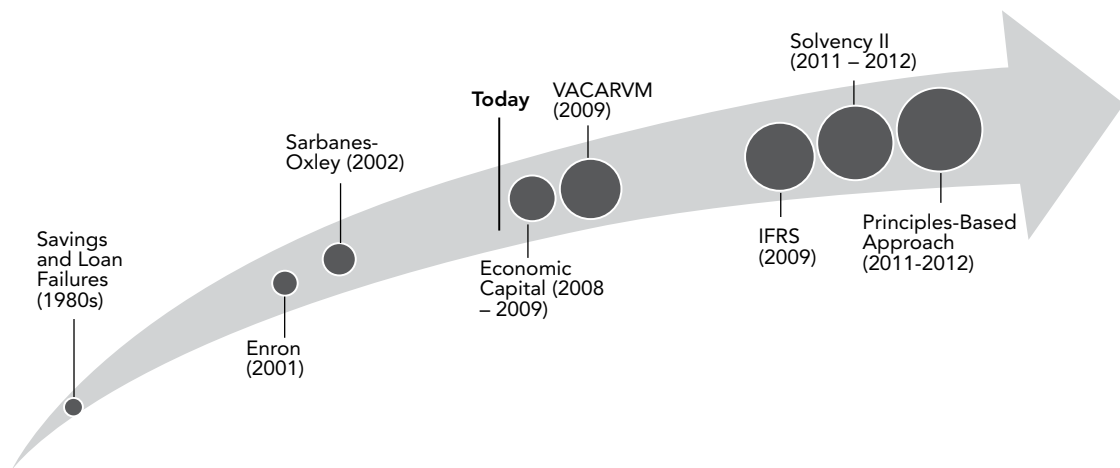 Savings
and Loan
Failures
(1980s)
Enron
(2001)
Sarbanes-
Oxley (2002)
Today
Economic
Capital (2008
– 2009)
VACARVM
(2009)
IFRS
(2009)
Solvency II
(2011 – 2012)
Principles-Based
Approach
(2011-2012)